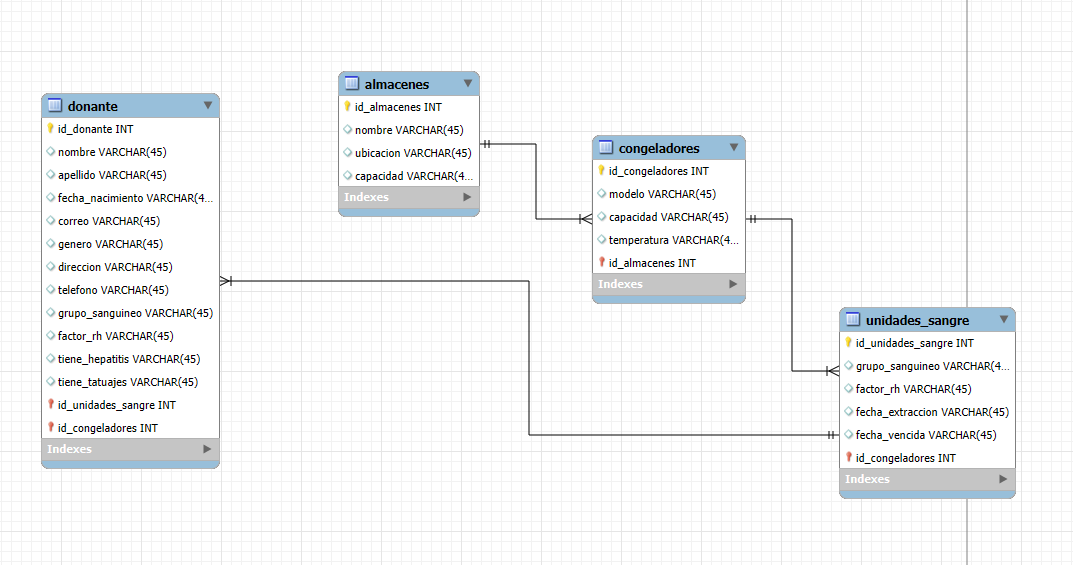 donante
id_donante INT
nombre VARCHAR(45)
apellido VARCHAR(45)
fecha_nacimiento VARCHAR(4...
correo VARCHAR(45)
genero VARCHAR(45)
direccion VARCHAR(45)
telefono VARCHAR(45)
grupo_sanguineo VARCHAR(45)
factor_rh VARCHAR(45)
tiene_hepatitis VARCHAR(45)
tiene_tatuajes VARCHAR(45)
id_unidades_sangre INT
id_congeladores INT
Indexes
almacenes
id_almacenes INT
nombre VARCHAR(45)
ubicacion VARCHAR(45)
capacidad VARCHAR(4...
Indexes
congeladores
id_congeladores INT
modelo VARCHAR(45)
capacidad VARCHAR(45)
temperatura VARCHAR(4...
id_almacenes INT
Indexes
unidades_sangre
id_unidades_sangre INT
grupo_sanguineo VARCHAR(4...
factor_rh VARCHAR(45)
fecha_extraccion VARCHAR(45)
fecha_vencida VARCHAR(45)
id_congeladores INT
Indexes